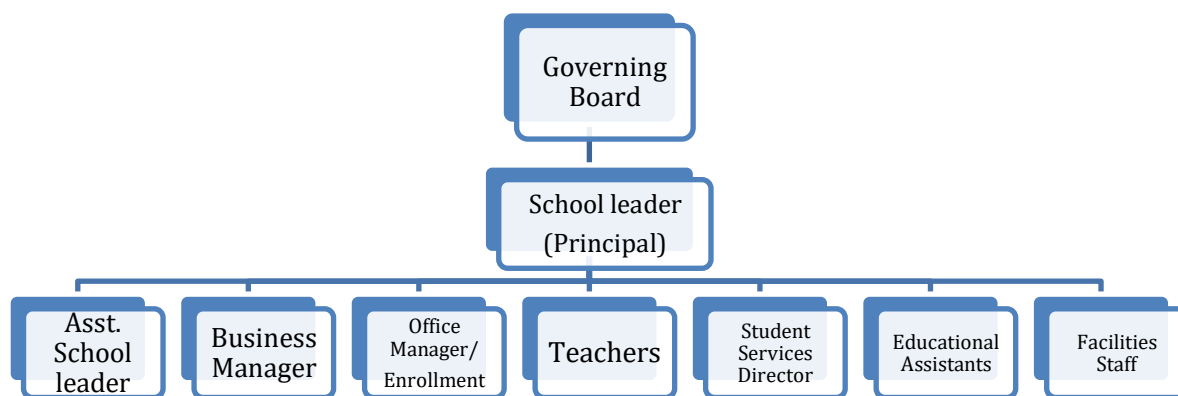 Governing
Board
School leader
(Principal)
Asst.
School
leader
Business
Manager
Office
Manager/
Enrollment
Teachers
Student
Services
Director
Educational
Assistants
Facilities
Staff